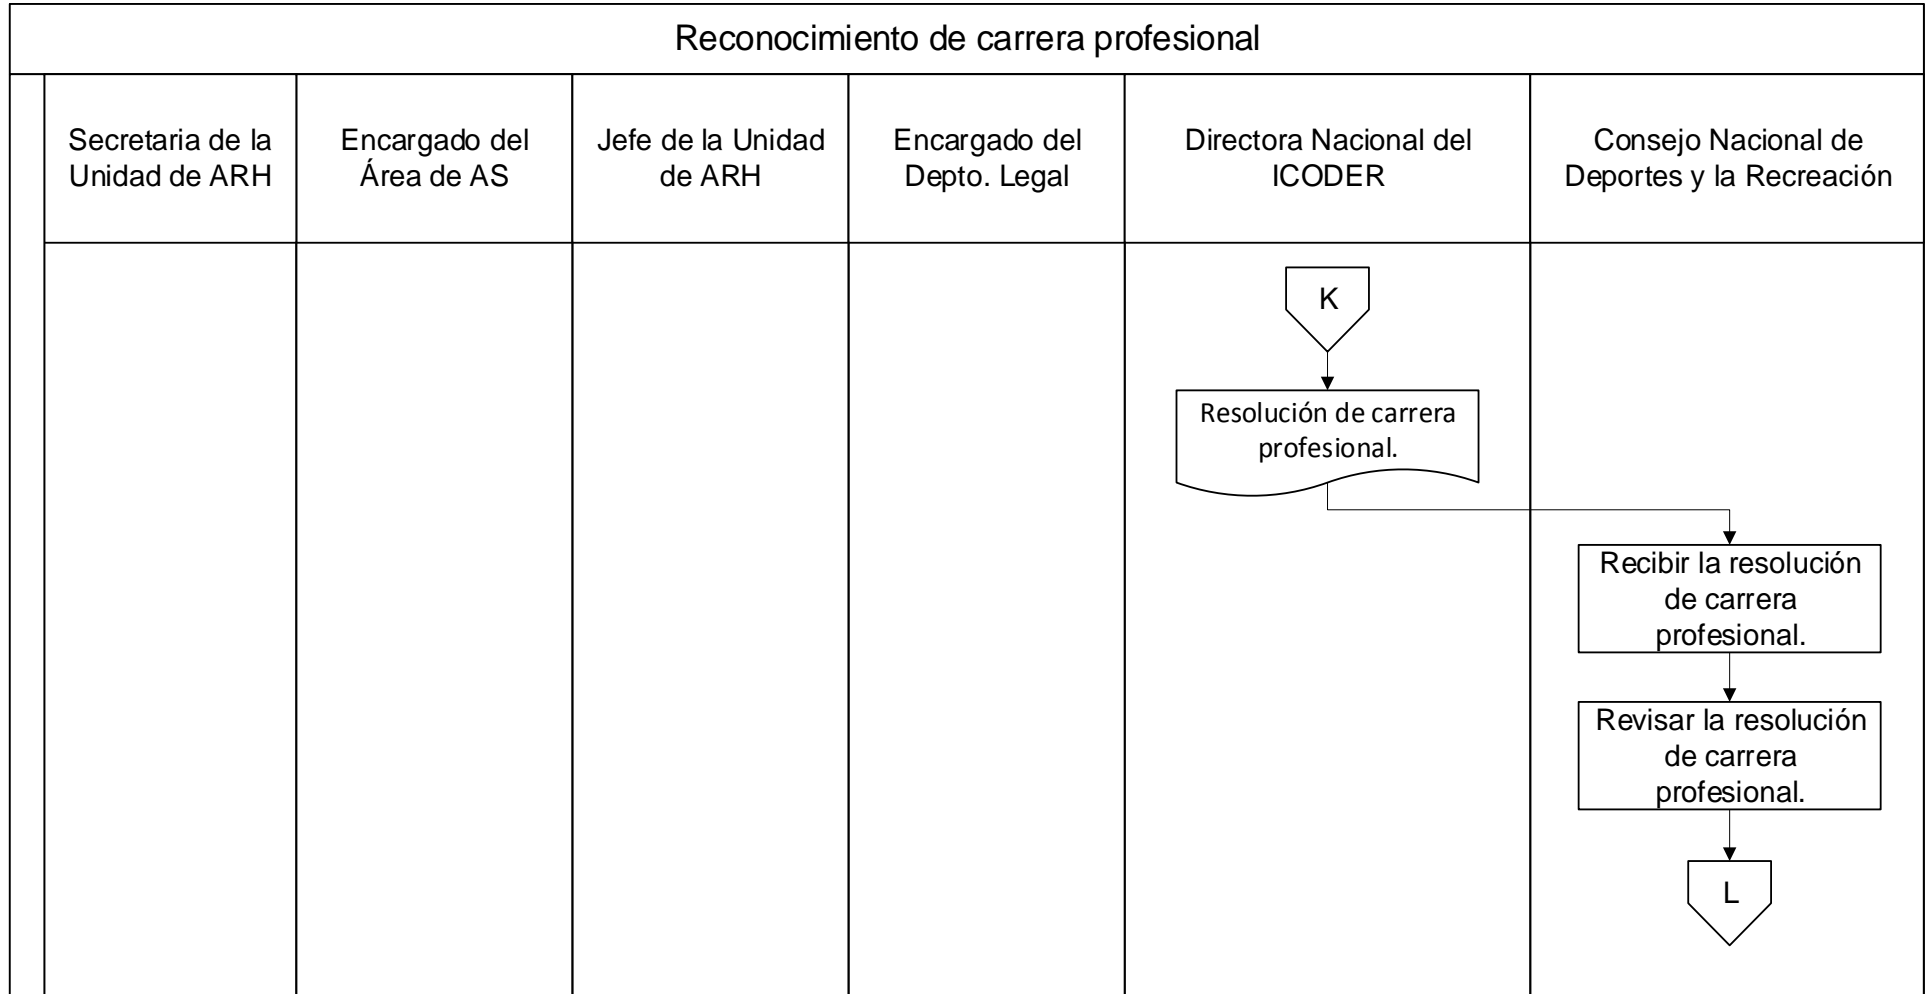 Reconocimiento de carrera profesional
Secretaria de la
Unidad de ARH
Encargado del
Área de AS
Jefe de la Unidad
de ARH
Encargado del
Depto. Legal
Directora Nacional del
ICODER
Consejo Nacional de
Deportes y la Recreación
K
Resolución de carrera
profesional.
Recibir la resolución
de carrera
profesional.
Revisar la resolución
de carrera
profesional.
L